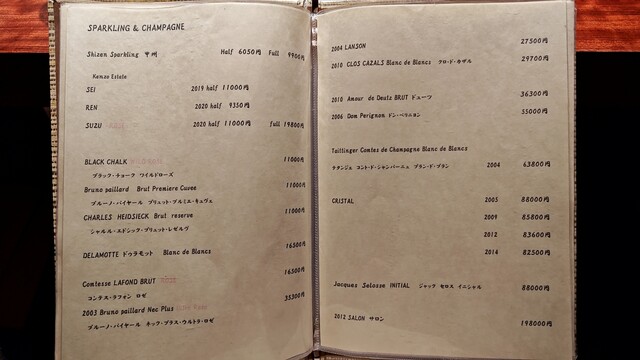 SPARKLING & CHAMPAGNE
Shizen Sparkling 甲州 Half 6050円 Full 9900円
Kenzo Estate
SEI 2019 half 11000円
REN 2020 half 9350円
SUZU 2020 half 11000円 full 19800円
BLACK CHALK 11000円
ブラック・チョーク ワイルドローズ
Bruno paillard Brut Premiere Cuvee 11000円
ブルーノ・パイヤール ブリュット・プルミエ・キュヴェ
CHARLES HEIDSIECK Brut reserve 11000円
シャルル・エドシック・ブリュット・レゼルヴ
DELAMOTTE ドゥラモット Blanc de Blancs 16500円
Comtesse LAFOND BRUT 16500円
コンテス・ラフォン ロゼ
2003 Bruno paillard Nec Plus 35300円
ブルーノ・パイヤール ネック・プラス・ウルトラ・ロゼ
2004 LANSON 27500円
2010 CLOS CAZALS Blanc de Blancs クロ・ド・カザル 29700円
2010 Amour de Deutz BRUT ドゥーツ 36300円
2006 Dom Perignon ドン・ペリニョン 55000円
Taittinger Comtes de Champagne Blanc de Blancs
テタンジェ コント・ド・シャンパーニュ ブラン・ド・ブラン 2004 63800円
CRISTAL 2005 88000円
2009 85800円
2012 83600円
2014 82500円
Jacques Selosse INITIAL ジャック セロス イニシャル 88000円
2012 SALON サロン 198000円